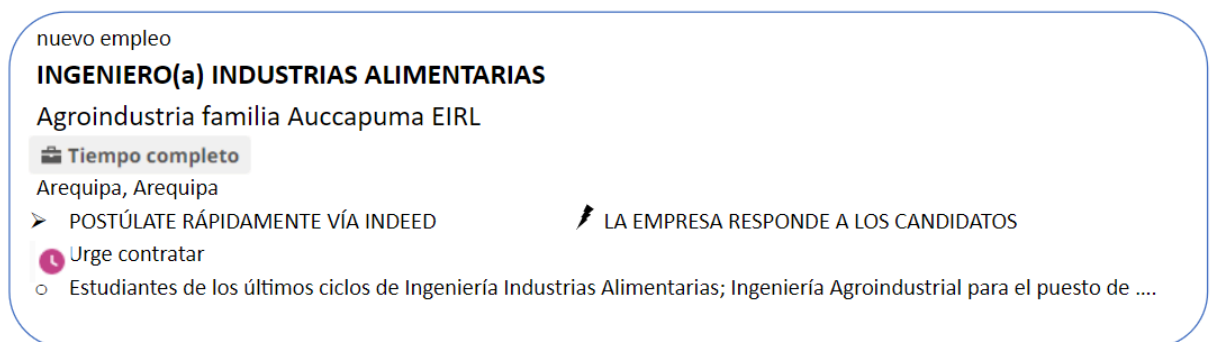 nuevo empleo
INGENIERO(a) INDUSTRIAS ALIMENTARIAS
Agroindustria familia Auccapuma EIRL
Tiempo completo
Arequipa, Arequipa
➢ POSTÚLATE RÁPIDAMENTE VÍA INDEED LA EMPRESA RESPONDE A LOS CANDIDATOS
Urge contratar
o Estudiantes de los últimos ciclos de Ingeniería Industrias Alimentarias; Ingeniería Agroindustrial para el puesto de ....